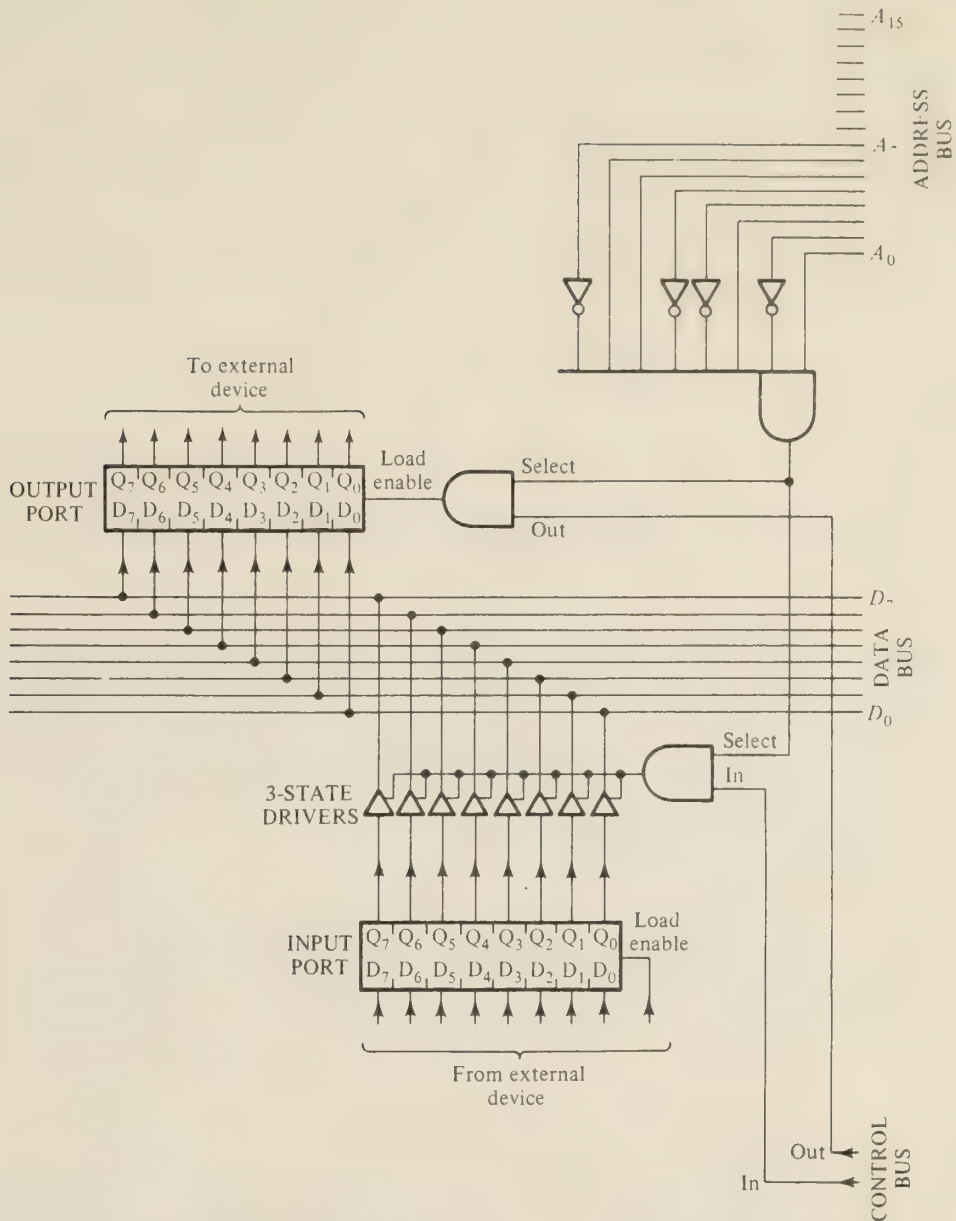 A15
ADDRESS
BUS
A-
A0
To external
device
Load
enable
Select
Out
OUTPUT
PORT
Q7 Q6 Q5 Q4 Q3 Q2 Q1 Q0
D7 D6 D5 D4 D3 D2 D1 D0
D-
DATA
BUS
D0
Select
In
3-STATE
DRIVERS
INPUT
PORT
Q7 Q6 Q5 Q4 Q3 Q2 Q1 Q0
D7 D6 D5 D4 D3 D2 D1 D0
Load
enable
From external
device
Out
In
CONTROL
BUS